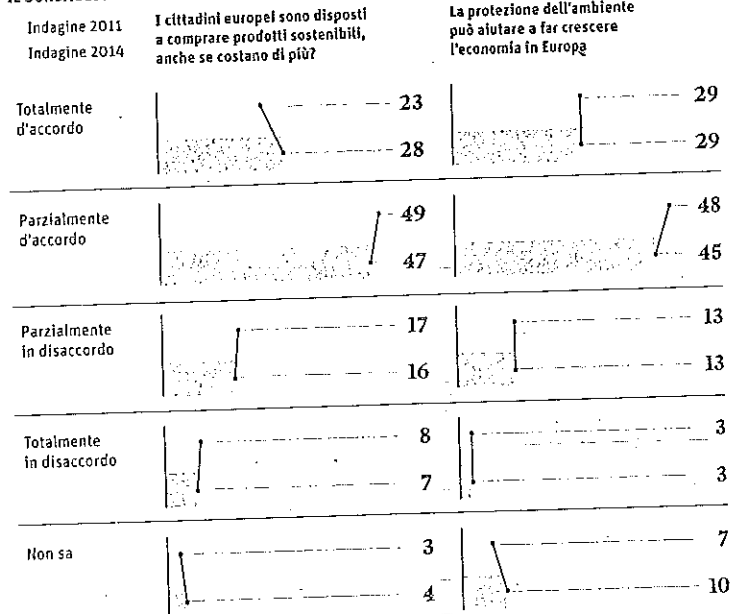 Indagine 2011
Indagine 2014
I cittadini europei sono disposti
a comprare prodotti sostenibili,
anche se costano di più?
La protezione dell'ambiente
può aiutare a far crescere
l'economia in Europa
Totalmente
d'accordo
23
28
29
29
Parzialmente
d'accordo
49
47
48
45
Parzialmente
in disaccordo
17
16
13
13
Totalmente
in disaccordo
8
7
3
3
Non sa
3
4
7
10